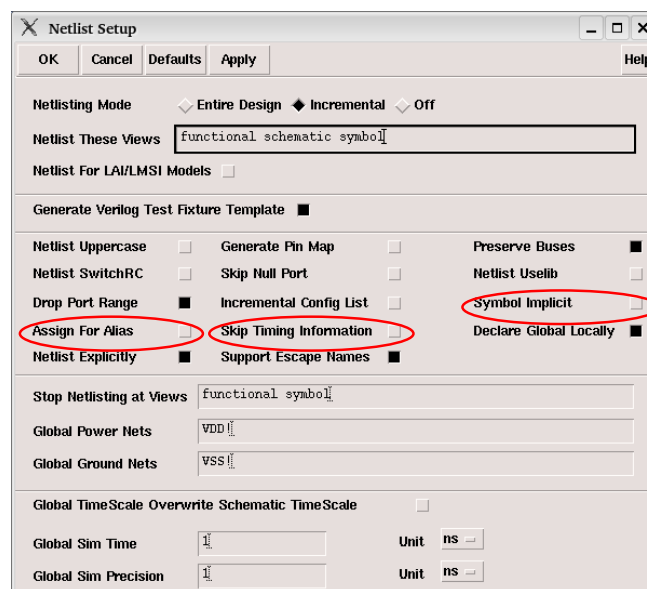 Netlist Setup
OK Cancel Defaults Apply Help
Netlisting Mode Entire Design Incremental Off
Netlist These Views functional schematic symbol
Netlist For LAI/LMSI Models
Generate Verilog Test Fixture Template
Netlist Uppercase Generate Pin Map Preserve Buses
Netlist SwitchRC Skip Null Port Netlist Uselib
Drop Port Range Incremental Config List Symbol Implicit
Assign For Alias Skip Timing Information Declare Global Locally
Netlist Explicitly Support Escape Names
Stop Netlisting at Views functional symbol
Global Power Nets VDD!
Global Ground Nets VSS!
Global TimeScale Overwrite Schematic TimeScale
Global Sim Time 1 Unit ns
Global Sim Precision 1 Unit ns